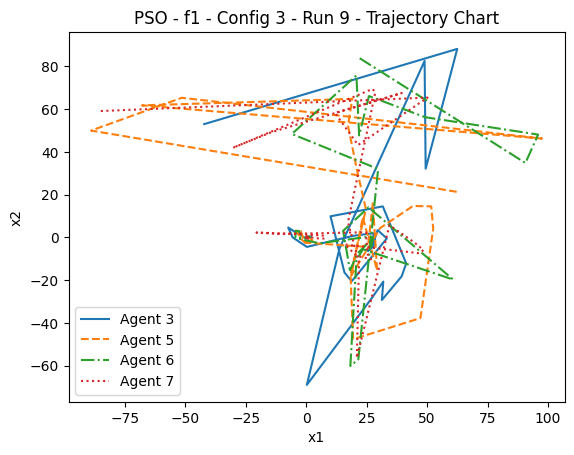 PSO - f1 - Config 3 - Run 9 - Trajectory Chart
80
60
40
20
0
−20
−40
−60
x2
Agent 3
Agent 5
Agent 6
Agent 7
−75 −50 −25 0 25 50 75 100
x1